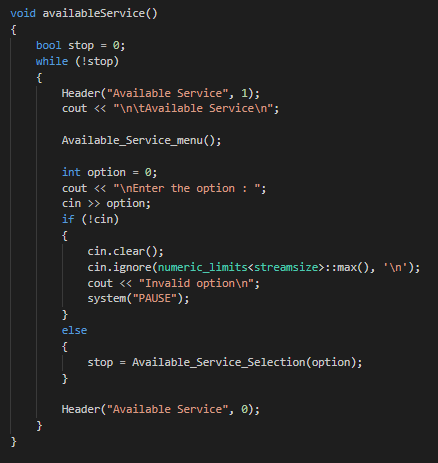 void availableService()
{
    bool stop = 0;
    while (!stop)
    {
        Header("Available Service", 1);
        cout << "\n\tAvailable Service\n";

        Available_Service_menu();

        int option = 0;
        cout << "\nEnter the option : ";
        cin >> option;
        if (!cin)
        {
            cin.clear();
            cin.ignore(numeric_limits<streamsize>::max(), '\n');
            cout << "Invalid option\n";
            system("PAUSE");
        }
        else
        {
            stop = Available_Service_Selection(option);
        }

        Header("Available Service", 0);
    }
}